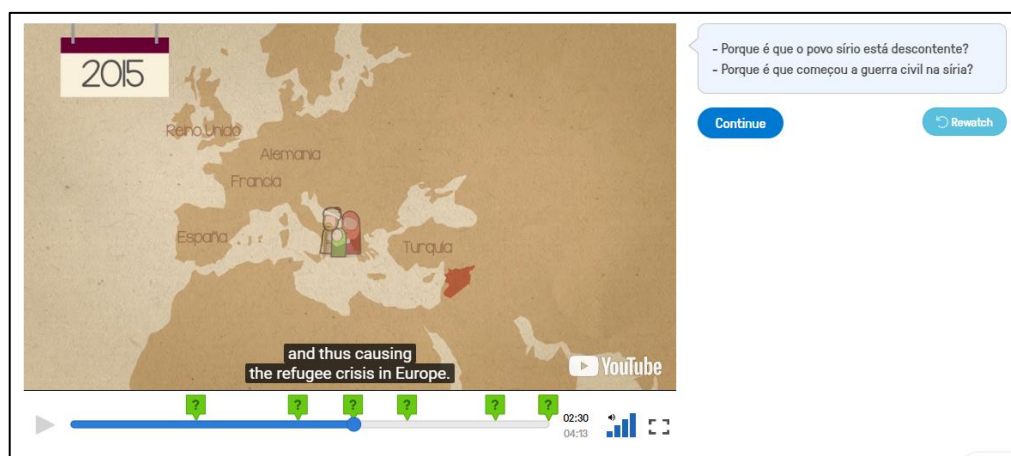 2015
Reino Unido
Alemania
Francia
España
Turquía
and thus causing
the refugee crisis in Europe.
YouTube
? ? ? ? ? ?
02:30
04:13
- Porque é que o povo sírio está descontente?
- Porque é que começou a guerra civil na síria?
Continue
Rewatch